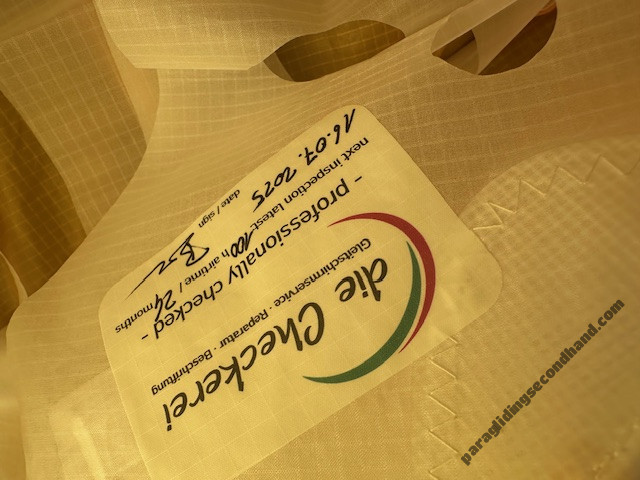 die Checkerei
Gleitschirmservice · Reparatur · Beschriftung
- professionally checked -
next inspection latest 100 h airtime / 24 months
16.07.2025
date / sign
paraglidingsecondhand.com